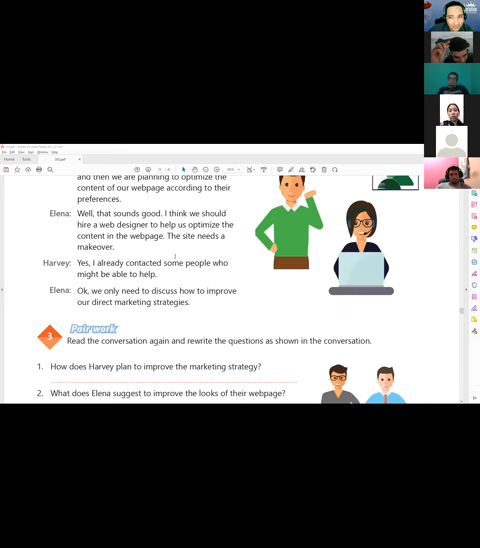 Home Tools
and then we are planning to optimize the
content of our webpage according to their
preferences.
Elena: Well, that sounds good. I think we should
hire a web designer to help us optimize the
content in the webpage. The site needs a
makeover.
Harvey: Yes, I already contacted some people who
might be able to help.
Elena: Ok, we only need to discuss how to improve
our direct marketing strategies.
3 Pair work
Read the conversation again and rewrite the questions as shown in the conversation.
1. How does Harvey plan to improve the marketing strategy?
2. What does Elena suggest to improve the looks of their webpage?